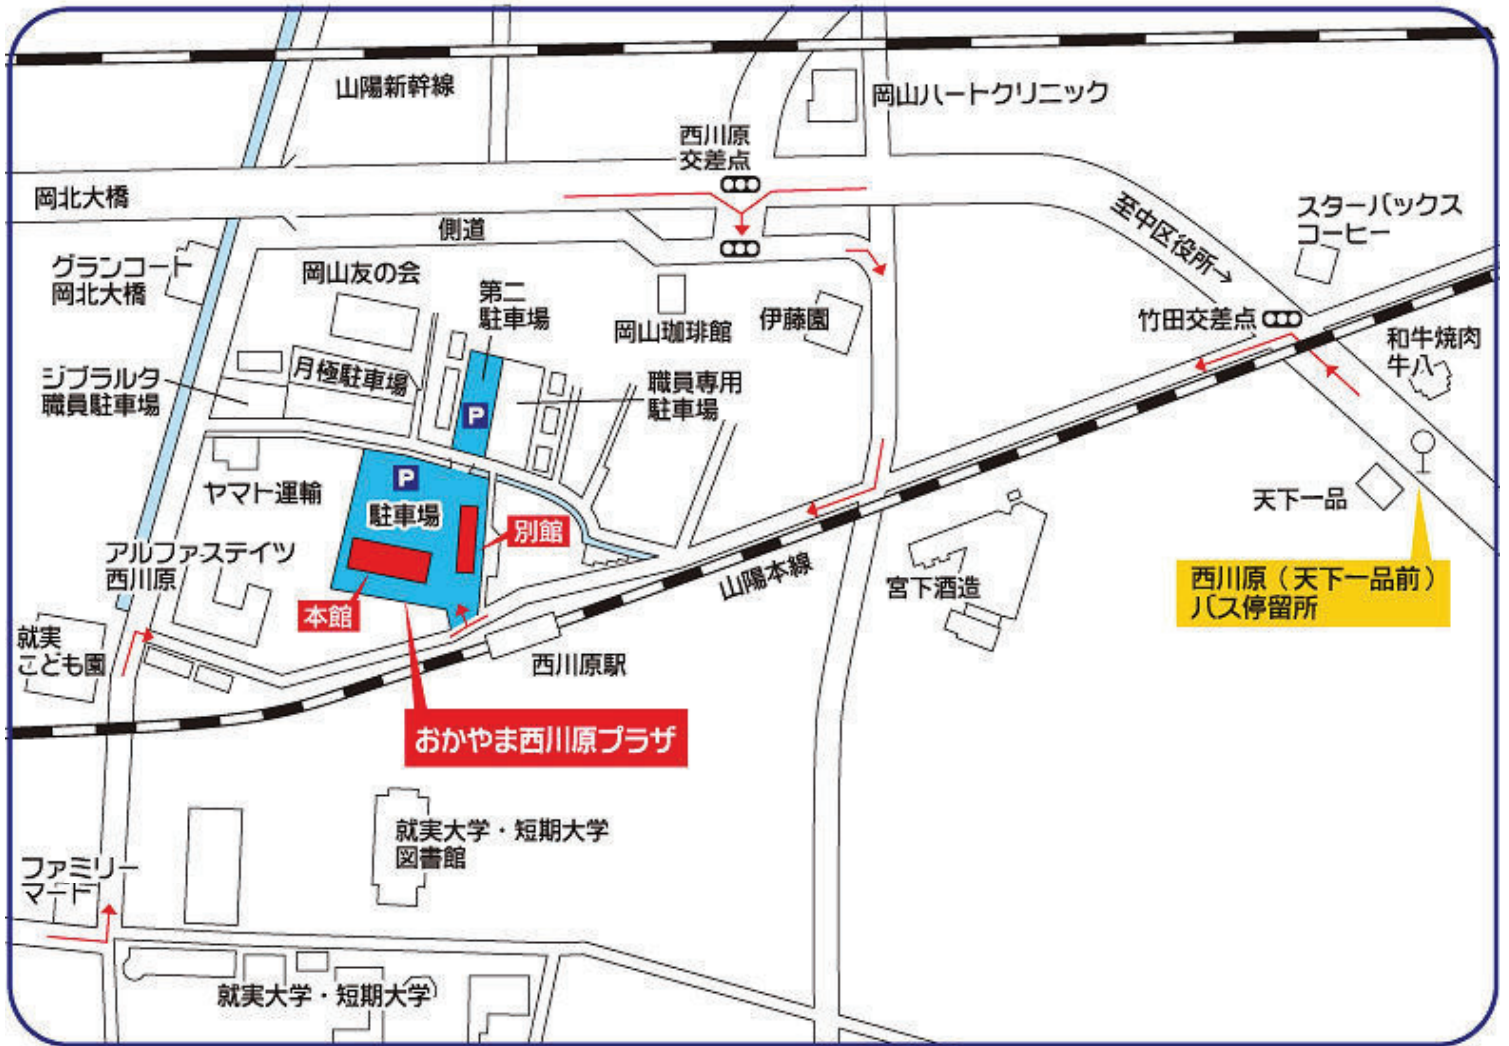 山陽新幹線
岡山ハートクリニック
西川原
交差点
岡北大橋
側道
至中区役所→
スターバックス
コーヒー
グランコート
岡北大橋
岡山友の会
第二
駐車場
岡山珈琲館
伊藤園
竹田交差点
和牛焼肉
牛八
ジブラルタ
職員駐車場
月極駐車場
職員専用
駐車場
P
P
駐車場
ヤマト運輸
天下一品
別館
アルファステイツ
西川原
本館
山陽本線
宮下酒造
西川原（天下一品前）
バス停留所
就実
こども園
西川原駅
おかやま西川原プラザ
就実大学・短期大学
図書館
ファミリー
マート
就実大学・短期大学